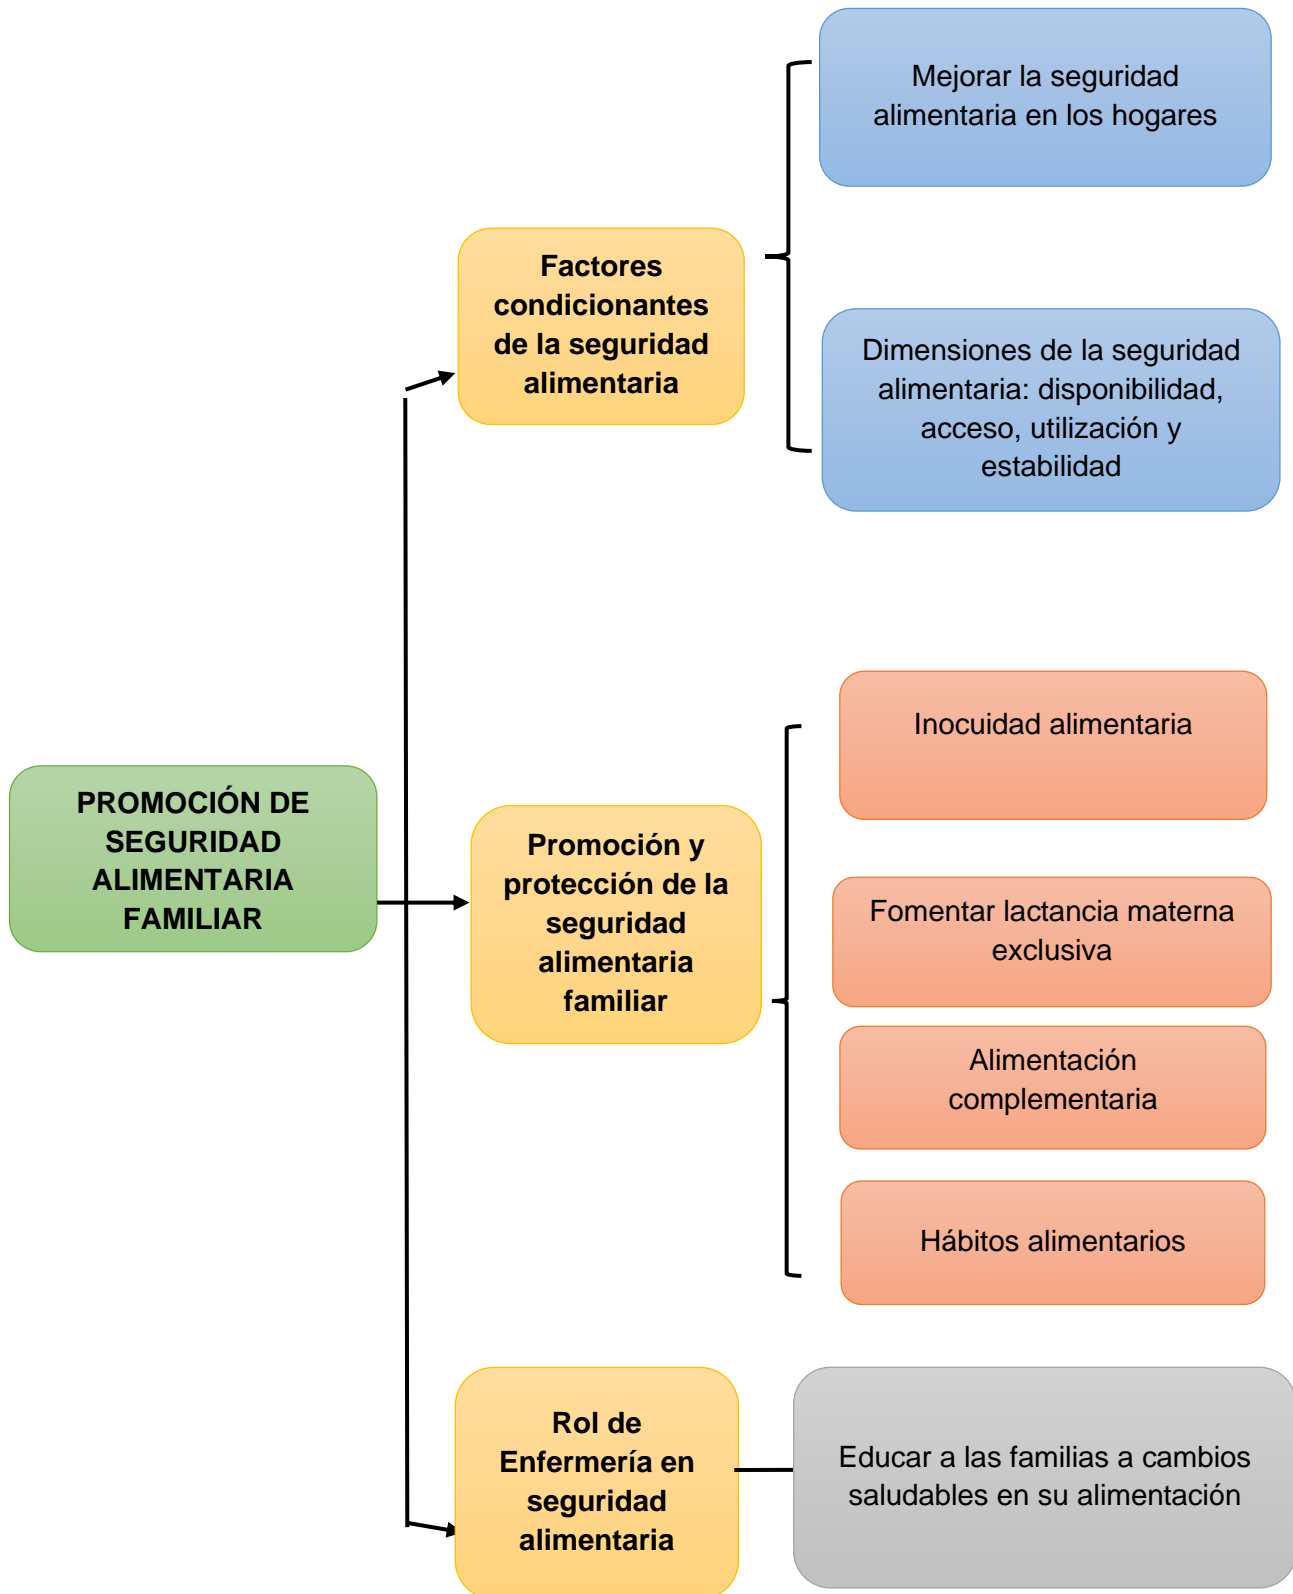 Mejorar la seguridad
alimentaria en los hogares
Factores
condicionantes
de la seguridad
alimentaria
Dimensiones de la seguridad
alimentaria: disponibilidad,
acceso, utilización y
estabilidad
PROMOCIÓN DE
SEGURIDAD
ALIMENTARIA
FAMILIAR
Promoción y
protección de la
seguridad
alimentaria
familiar
Inocuidad alimentaria
Fomentar lactancia materna
exclusiva
Alimentación
complementaria
Hábitos alimentarios
Rol de
Enfermería en
seguridad
alimentaria
Educar a las familias a cambios
saludables en su alimentación